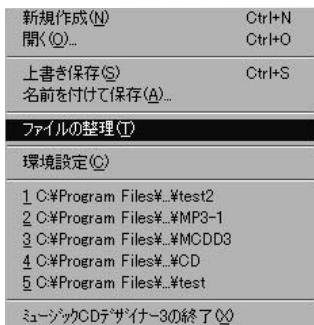 新規作成(N) Ctrl+N
開く(O)... Ctrl+O
上書き保存(S) Ctrl+S
名前を付けて保存(A)...
ファイルの整理(T)
環境設定(C)
1 C:¥Program Files¥...¥test2
2 C:¥Program Files¥...¥MP3-1
3 C:¥Program Files¥...¥MCDD3
4 C:¥Program Files¥...¥CD
5 C:¥Program Files¥...¥test
ミュージックCDデザイナー3の終了(X)